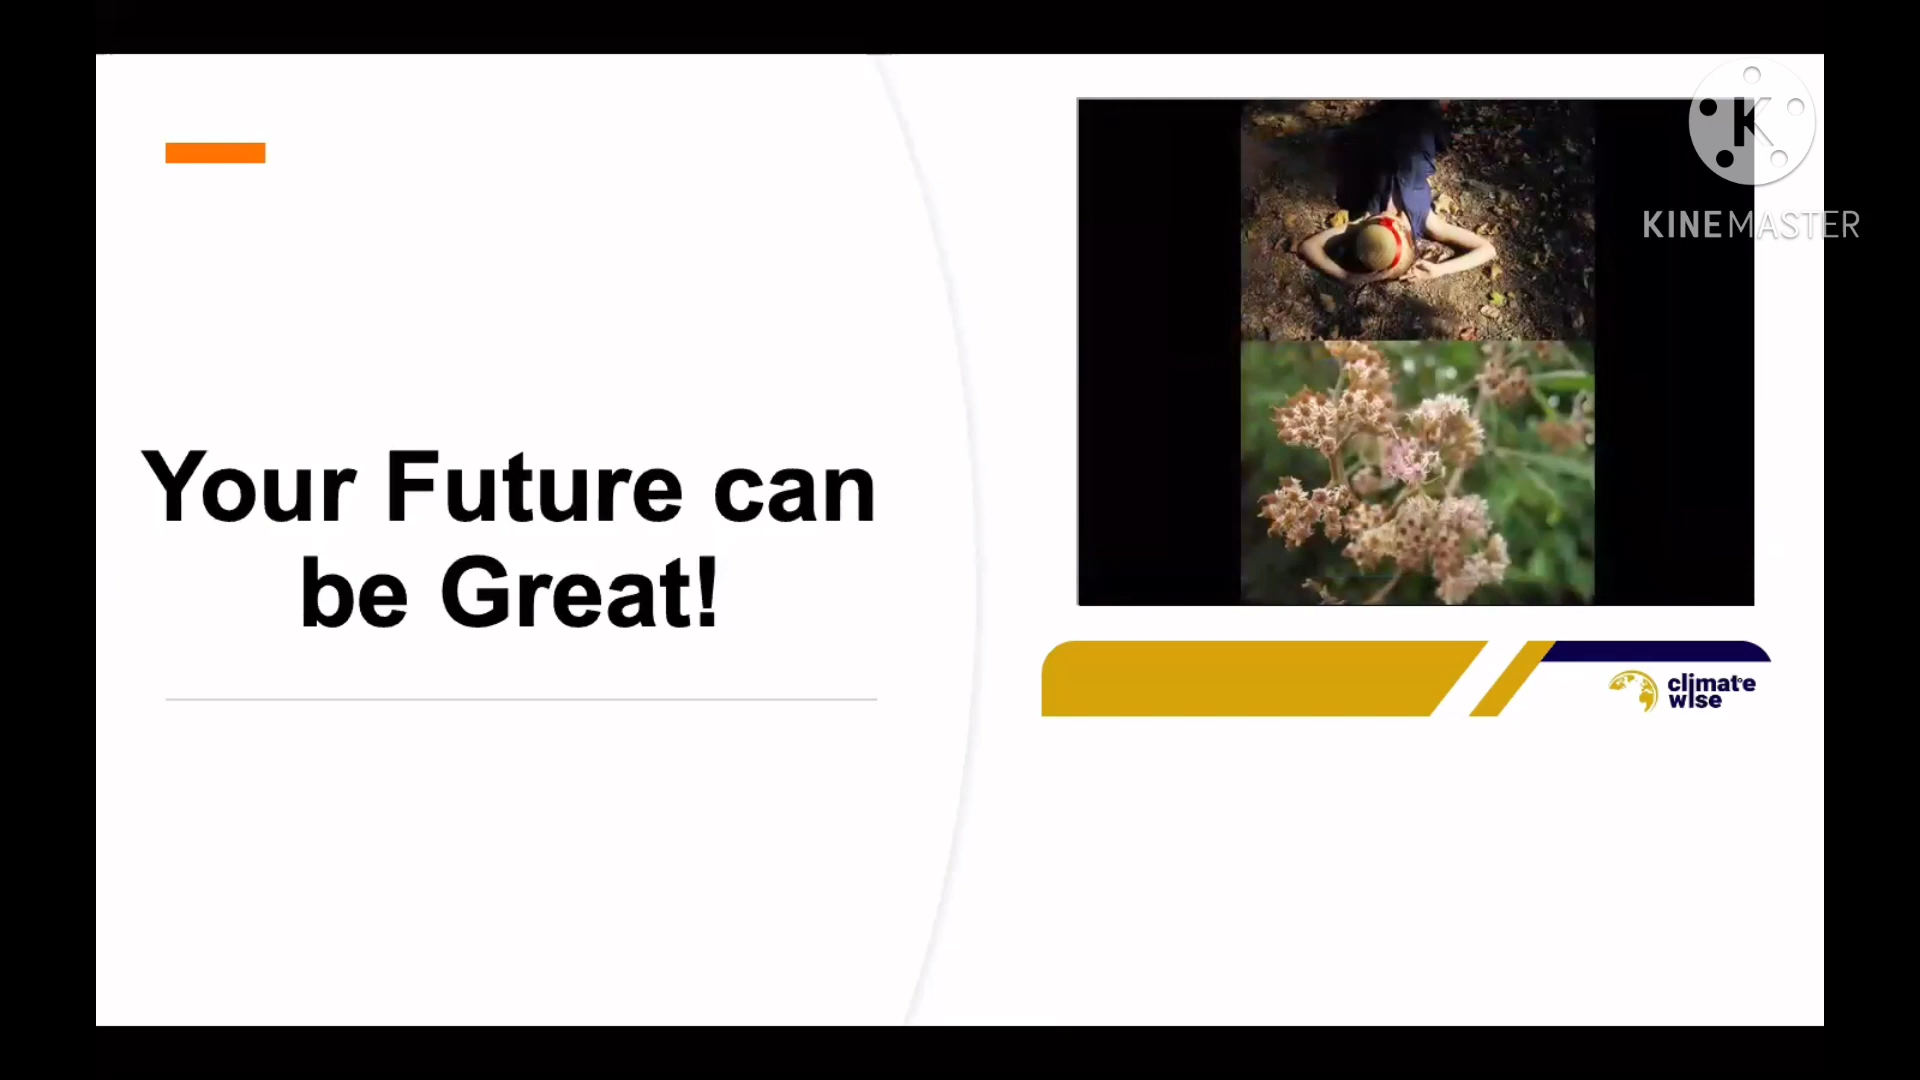 Your Future can
be Great!
K
KINEMASTER
climate
wise